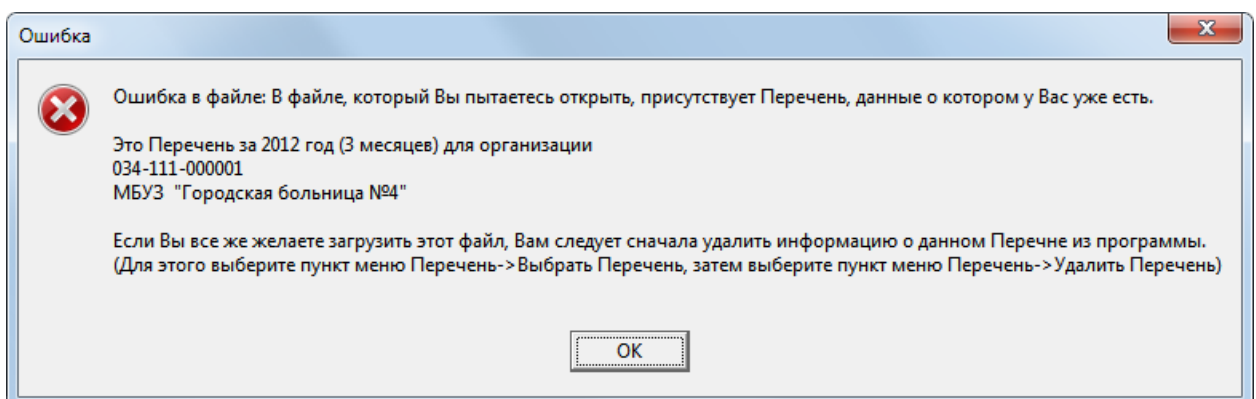 Ошибка
Ошибка в файле: В файле, который Вы пытаетесь открыть, присутствует Перечень, данные о котором у Вас уже есть.
Это Перечень за 2012 год (3 месяцев) для организации
034-111-000001
МБУЗ "Городская больница №4"
Если Вы все же желаете загрузить этот файл, Вам следует сначала удалить информацию о данном Перечне из программы.
(Для этого выберите пункт меню Перечень->Выбрать Перечень, затем выберите пункт меню Перечень->Удалить Перечень)
OK